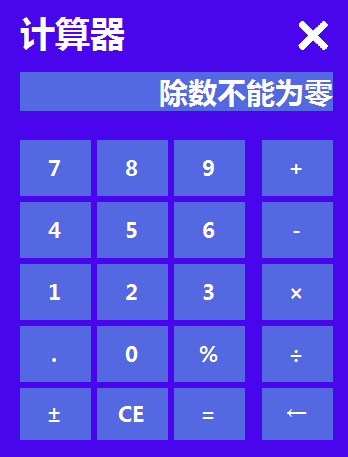 计算器
除数不能为零
7 8 9 +
4 5 6 -
1 2 3 ×
. 0 % ÷
± CE = ←